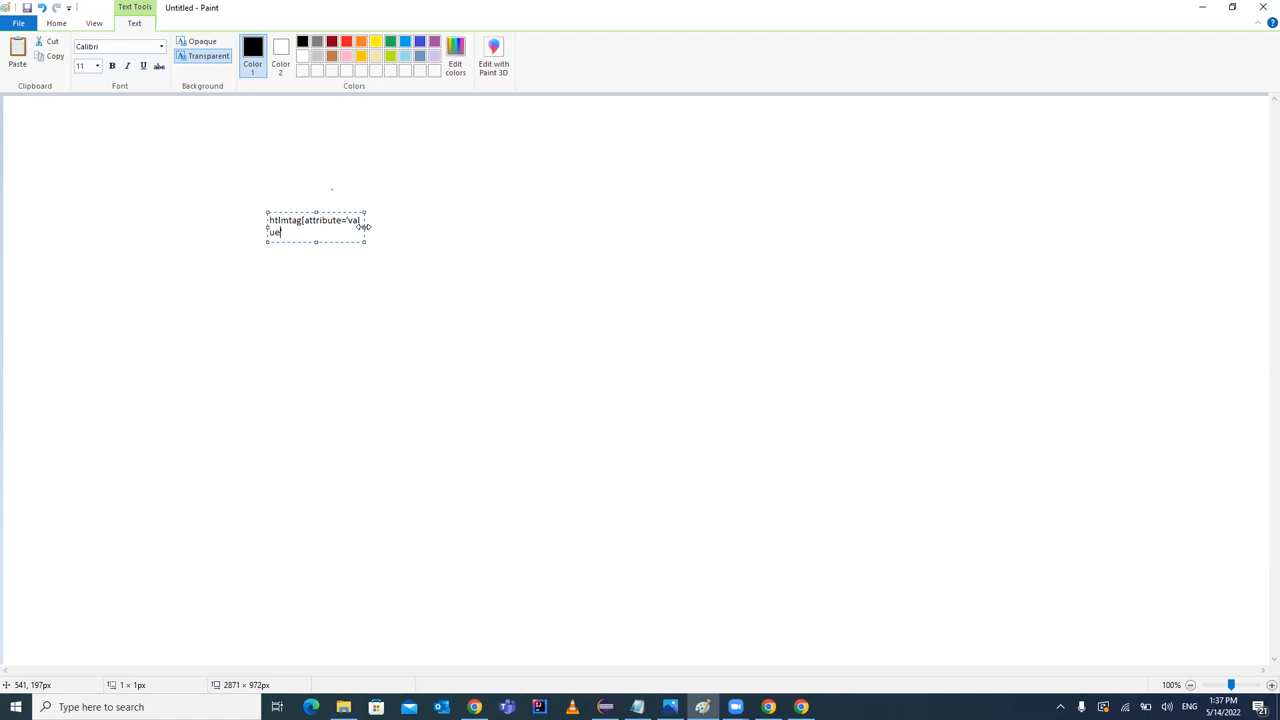 Text Tools
Untitled - Paint
File
Home
View
Text
Paste
Cut
Copy
Clipboard
Calibri
11
B I U abc
Font
Opaque
Transparent
Background
Color 1
Color 2
Edit colors
Colors
Edit with Paint 3D
htlmtag[attribute='val
ue'
541, 197px
1 × 1px
2871 × 972px
100%
Type here to search
ENG
1:37 PM
5/14/2022